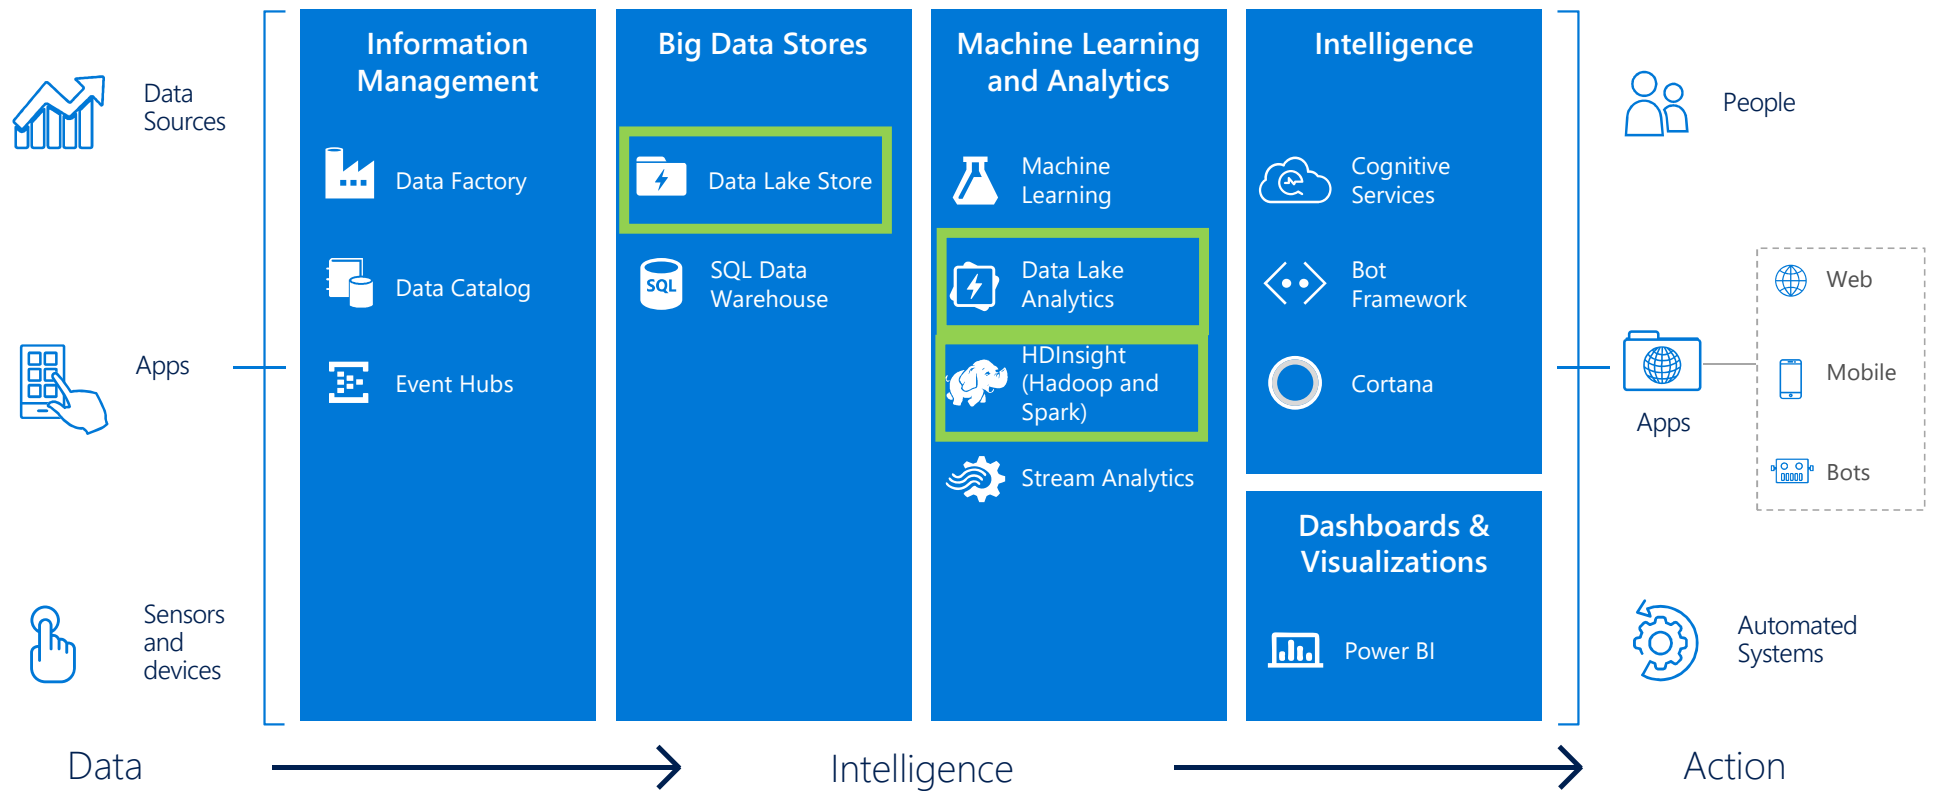 Data
Sources
Apps
Sensors
and
devices
Information
Management
Data Factory
Data Catalog
Event Hubs
Big Data Stores
Data Lake Store
SQL
SQL Data
Warehouse
Machine Learning
and Analytics
Machine
Learning
Data Lake
Analytics
HDInsight
(Hadoop and
Spark)
Stream Analytics
Intelligence
Cognitive
Services
Bot
Framework
Cortana
Dashboards &
Visualizations
Power BI
People
Apps
Web
Mobile
Bots
Automated
Systems
Data
Intelligence
Action